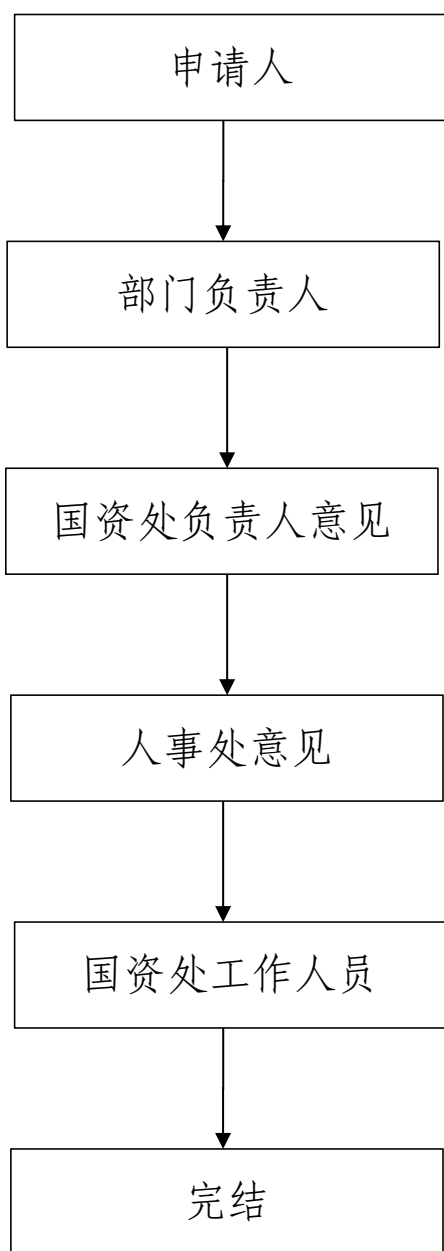 申请人
部门负责人
国资处负责人意见
人事处意见
国资处工作人员
完结